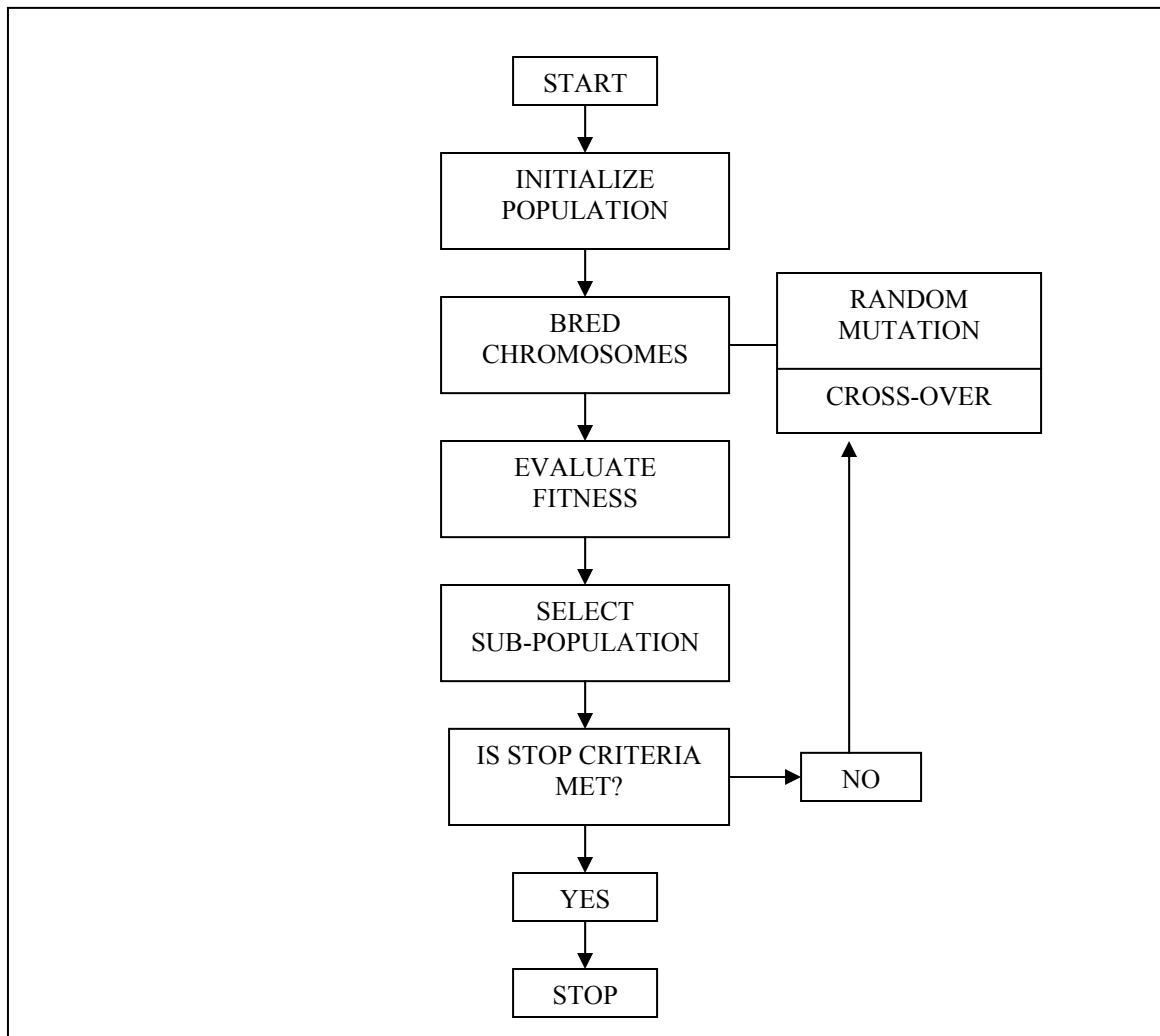 START
INITIALIZE
POPULATION
BRED
CHROMOSOMES
RANDOM
MUTATION
CROSS-OVER
EVALUATE
FITNESS
SELECT
SUB-POPULATION
IS STOP CRITERIA
MET?
NO
YES
STOP